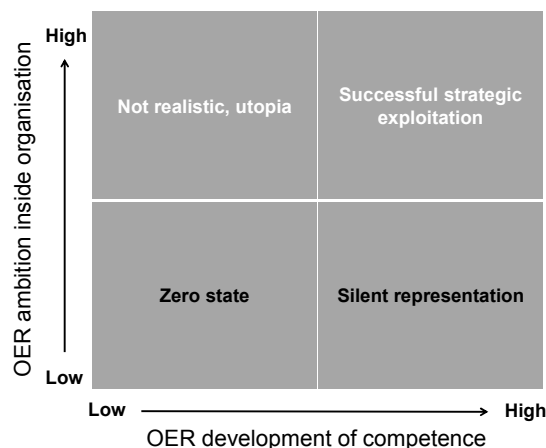 High
OER ambition inside organisation
Not realistic, utopia
Successful strategic
exploitation
Zero state
Silent representation
Low
Low
High
OER development of competence